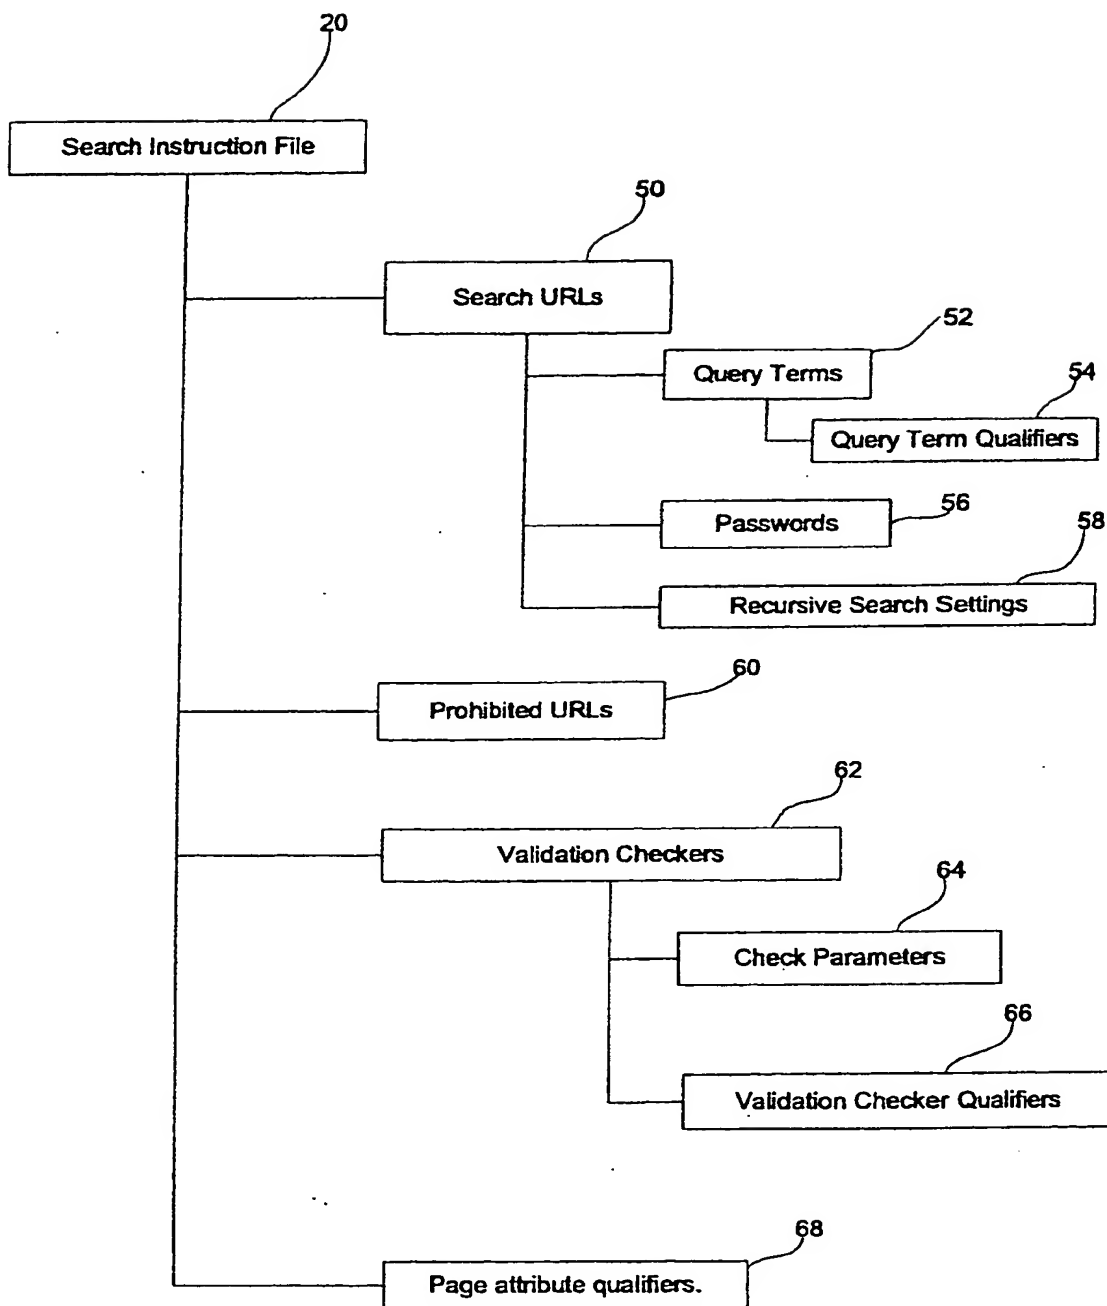 20
Search Instruction File
50
Search URLs
52
Query Terms
54
Query Term Qualifiers
Passwords
56
58
Recursive Search Settings
60
Prohibited URLs
62
Validation Checkers
64
Check Parameters
66
Validation Checker Qualifiers
68
Page attribute qualifiers.